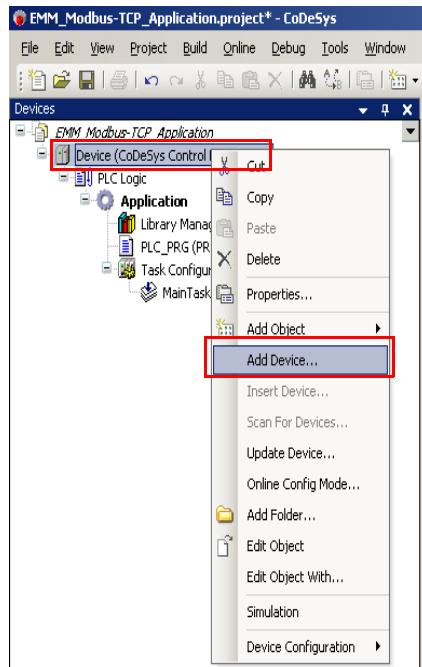 EMM_Modbus-TCP_Application.project* - CoDeSys
File Edit View Project Build Online Debug Tools Window
Devices
EMM_Modbus-TCP_Application
Device (CoDeSys Control
PLC Logic
Application
Library Manag
PLC_PRG (PR
Task Configur
MainTask
Cut
Copy
Paste
Delete
Properties...
Add Object
Add Device...
Insert Device...
Scan For Devices...
Update Device...
Online Config Mode...
Add Folder...
Edit Object
Edit Object With...
Simulation
Device Configuration